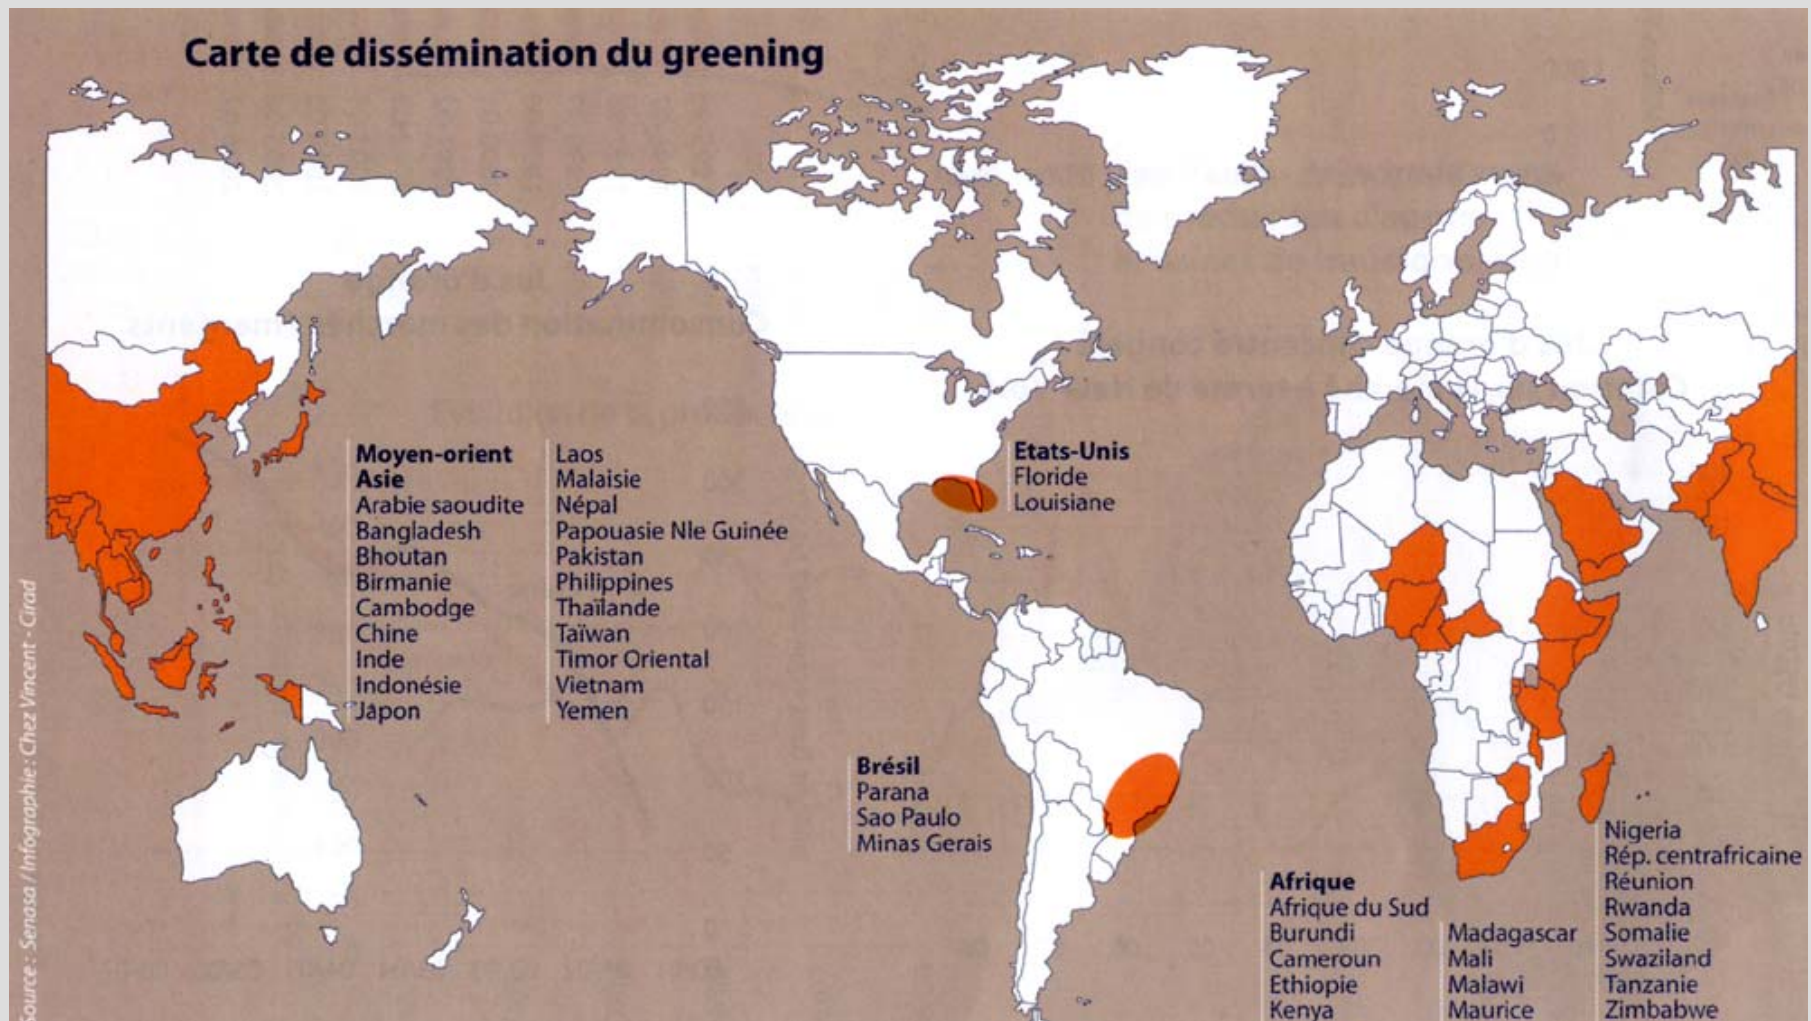 Carte de dissémination du greening
Moyen-orient
Asie
Arabie saoudite
Bangladesh
Bhoutan
Birmanie
Cambodge
Chine
Inde
Indonésie
Japon
Laos
Malaisie
Népal
Papouasie Nle Guinée
Pakistan
Philippines
Thaïlande
Taïwan
Timor Oriental
Vietnam
Yemen
Etats-Unis
Floride
Louisiane
Brésil
Parana
Sao Paulo
Minas Gerais
Afrique
Afrique du Sud
Burundi
Cameroun
Ethiopie
Kenya
Madagascar
Mali
Malawi
Maurice
Nigeria
Rép. centrafricaine
Réunion
Rwanda
Somalie
Swaziland
Tanzanie
Zimbabwe
Source : Senasa / Infographie : Chez Vincent - Cirad